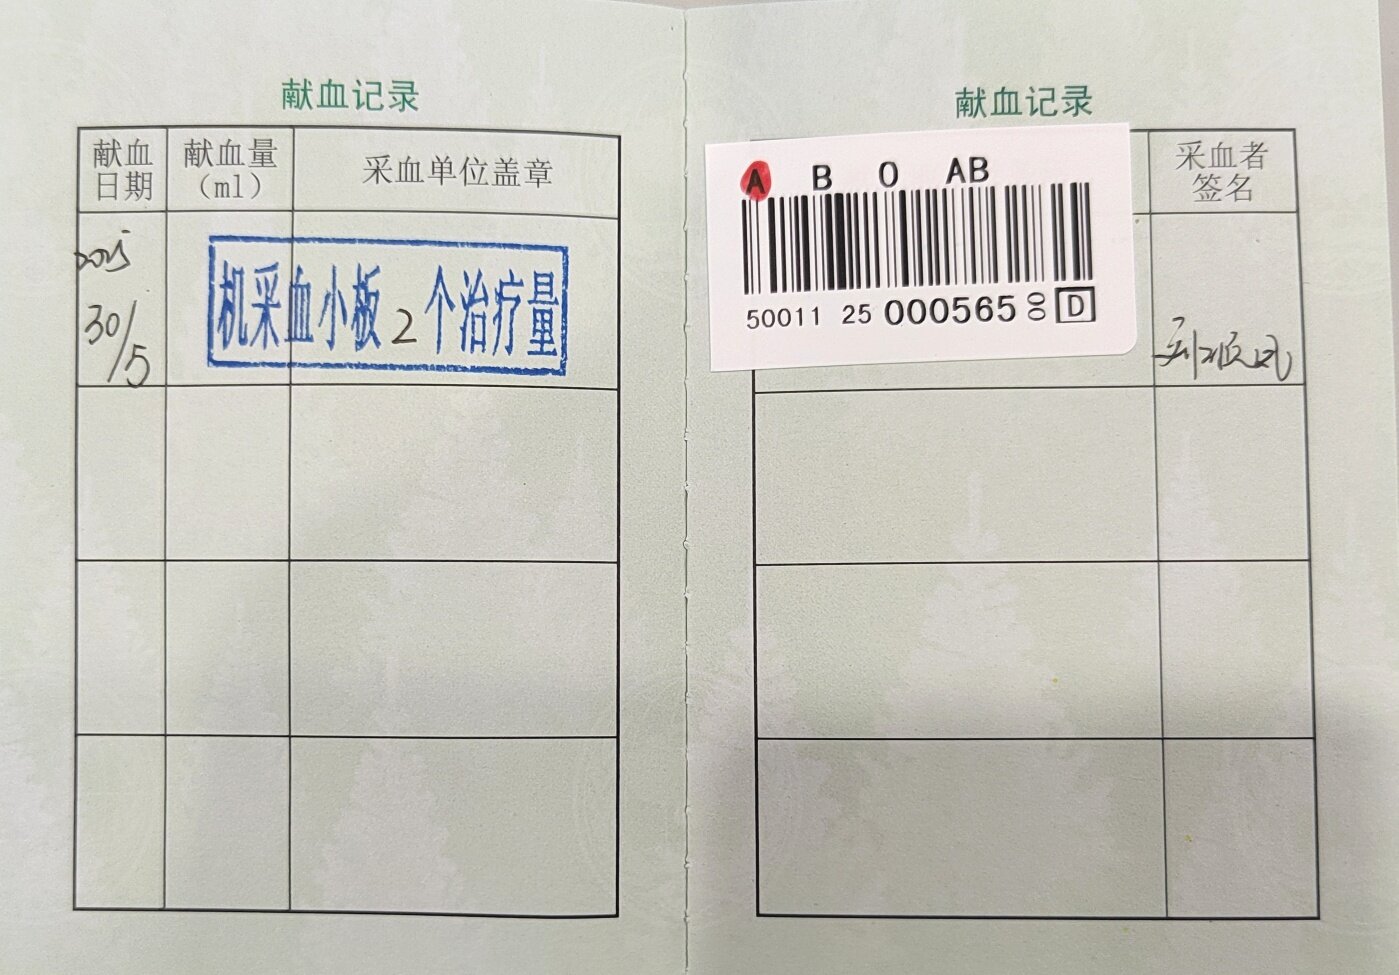 献血记录
献血日期
献血量（ml）
采血单位盖章
2025
30/5
机采血小板2个治疗量
献血记录
采血者签名
A B O AB
50011 25 000565 00 D